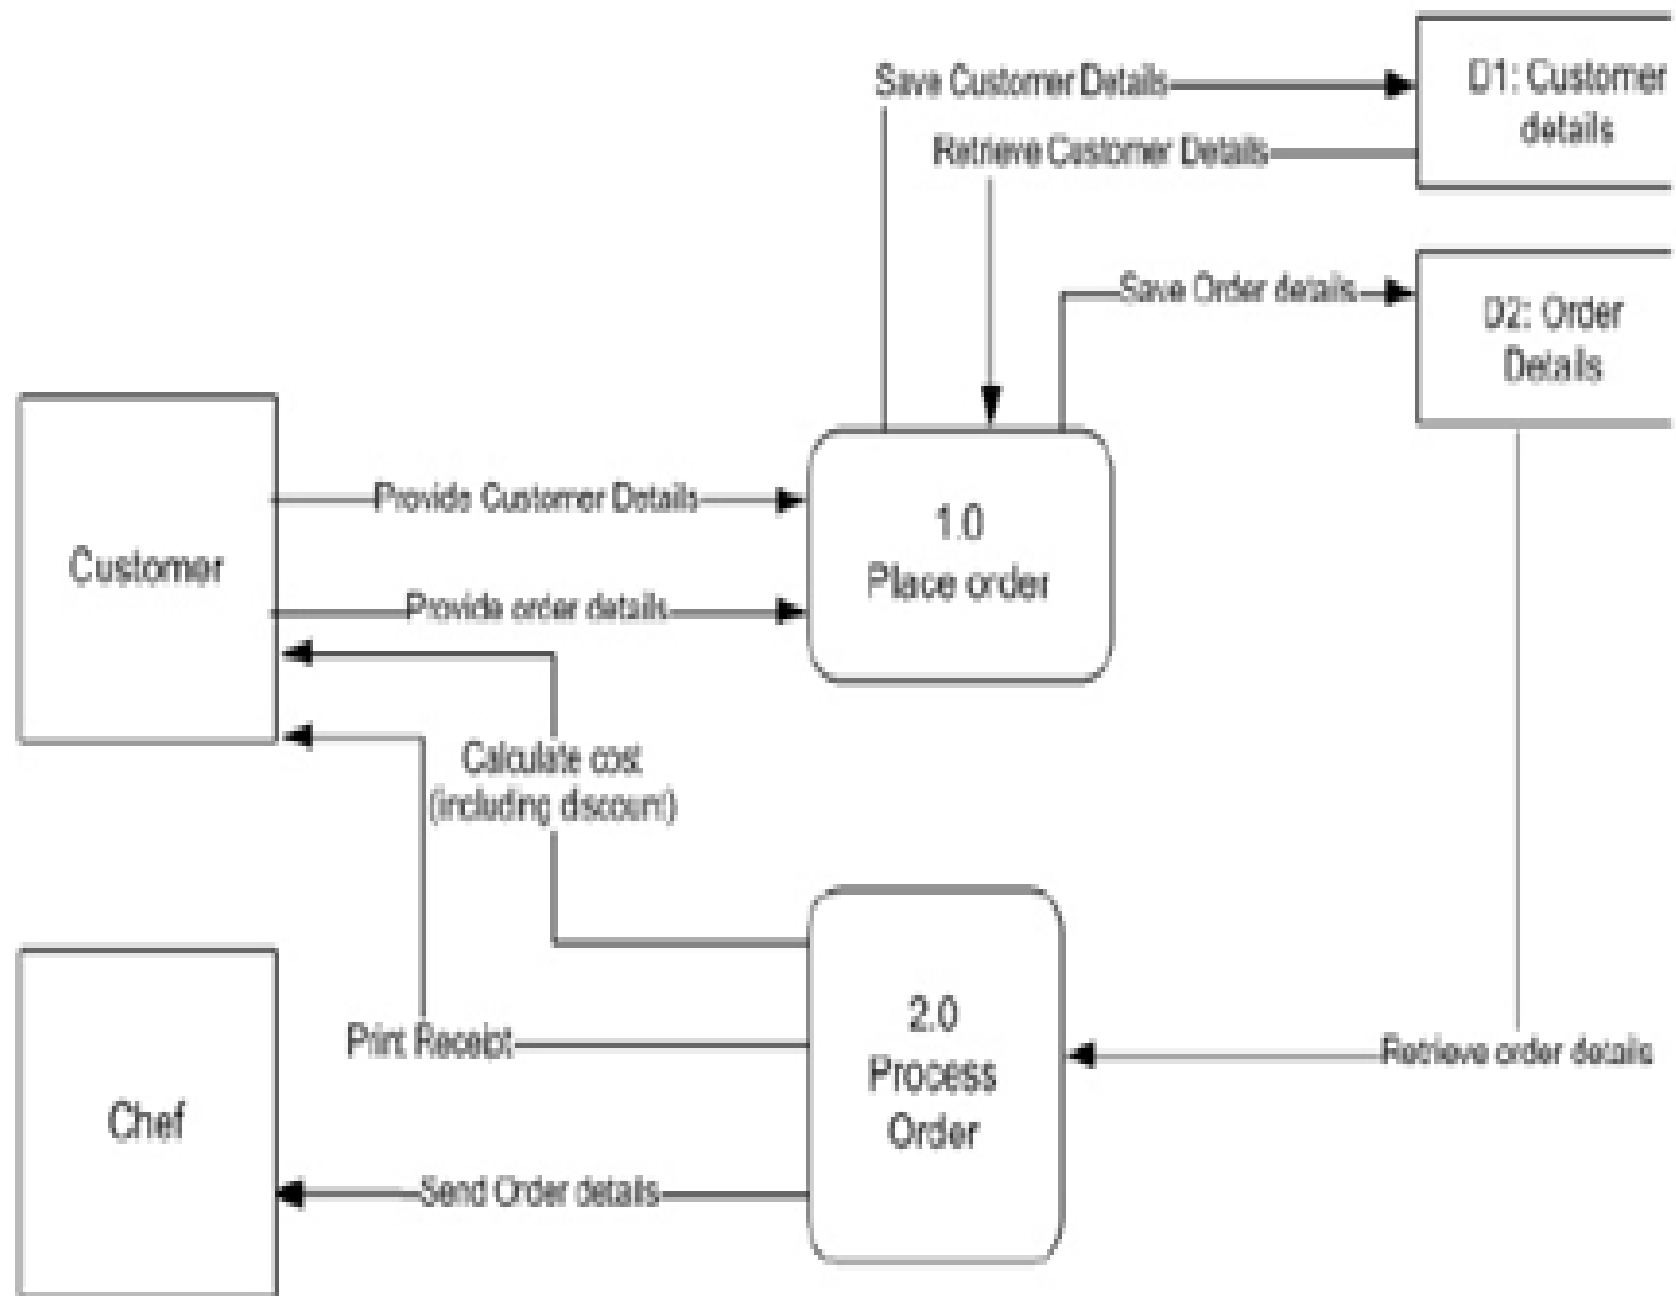 Save Customer Details
D1: Customer
details
Retrieve Customer Details
Save Order details
D2: Order
Details
Customer
Provide Customer Details
Provide order details
1.0
Place order
Calculate cost
(including discount)
Print Receipt
2.0
Process
Order
Retrieve order details
Chef
Send Order details